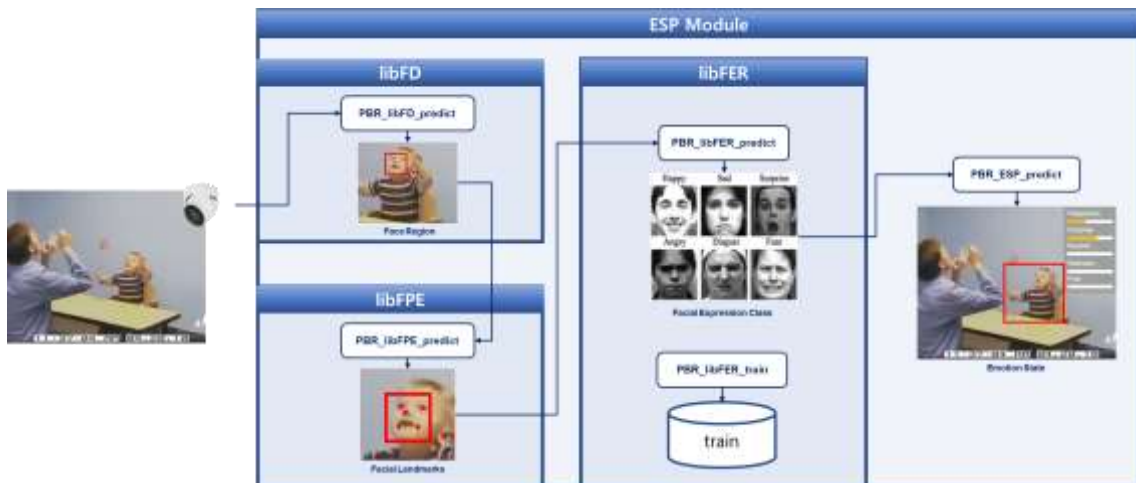 ESP Module
libFD
PBR_libFD_predict
Face Region
libFPE
PBR_libFPE_predict
Facial Landmarks
libFER
PBR_libFER_predict
Happy Sad Surprise
Angry Disgust Fear
Facial Expression Class
PBR_libFER_train
train
PBR_ESP_predict
Emotion State